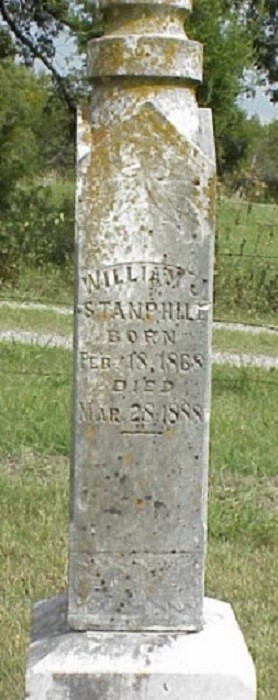 WILLIAM J
STANPHILL
BORN
FEB. 18, 1868
DIED
MAR. 28 1888